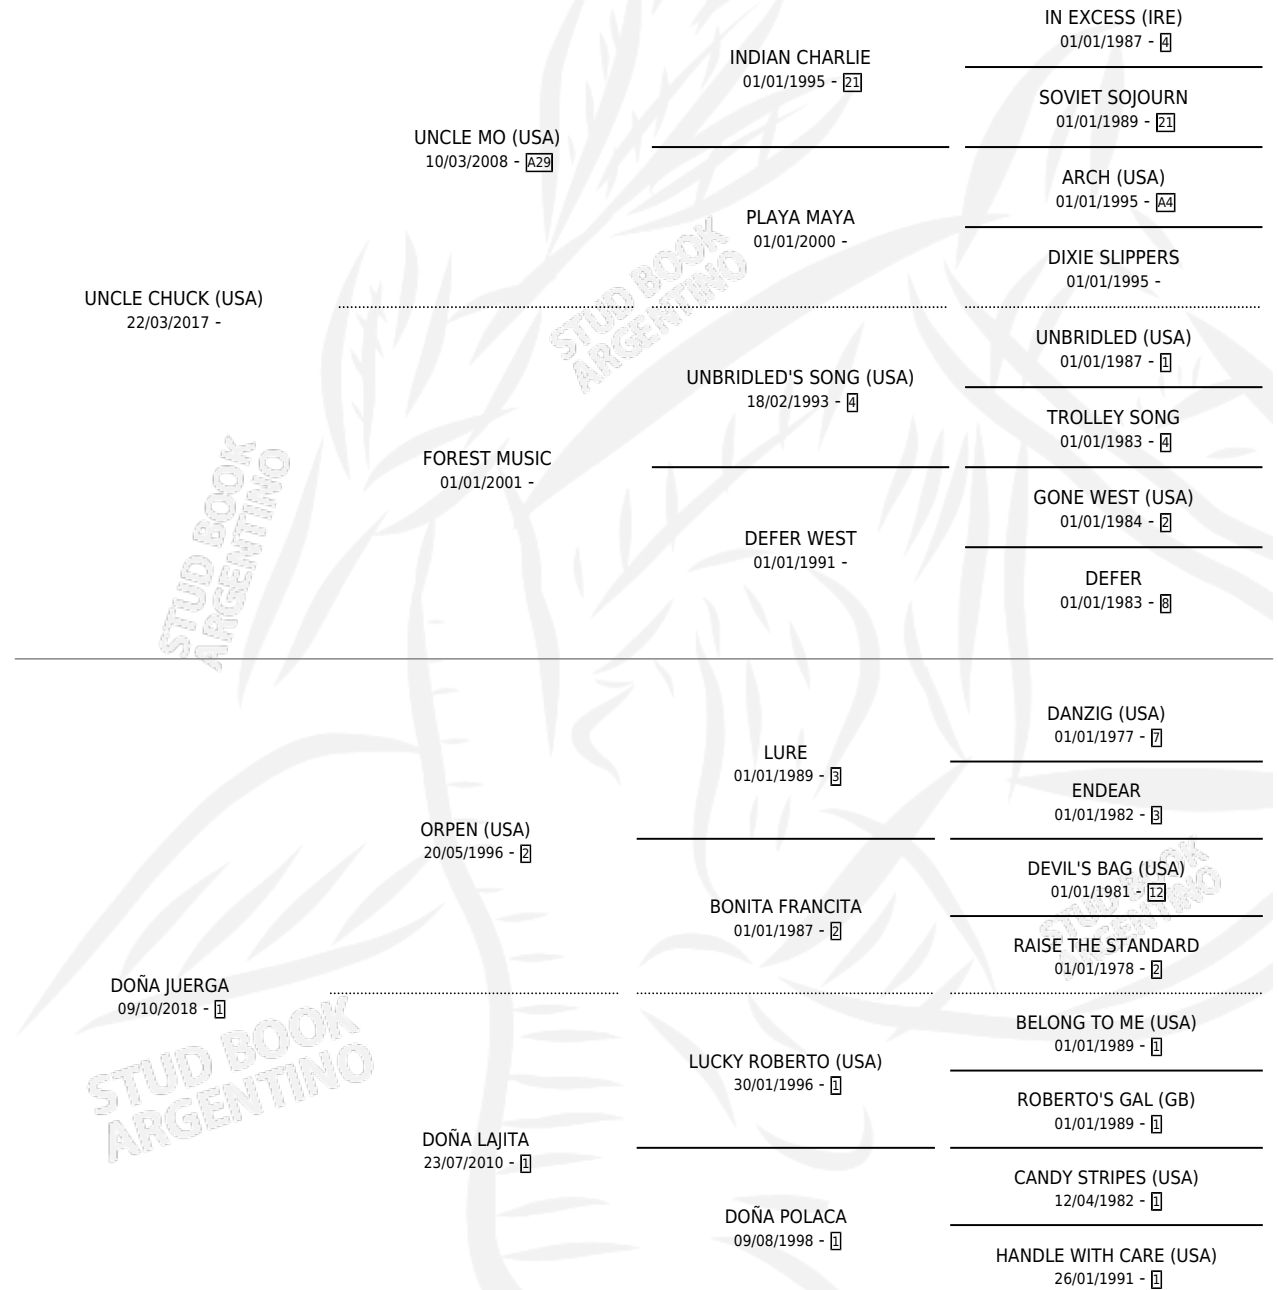 IN EXCESS (IRE)
01/01/1987 - 4
INDIAN CHARLIE
01/01/1995 - 21
SOVIET SOJOURN
01/01/1989 - 21
UNCLE MO (USA)
10/03/2008 - A29
ARCH (USA)
01/01/1995 - A4
PLAYA MAYA
01/01/2000 -
DIXIE SLIPPERS
01/01/1995 -
UNCLE CHUCK (USA)
22/03/2017 -
UNBRIDLED (USA)
01/01/1987 - 1
UNBRIDLED'S SONG (USA)
18/02/1993 - 4
TROLLEY SONG
01/01/1983 - 4
FOREST MUSIC
01/01/2001 -
GONE WEST (USA)
01/01/1984 - 2
DEFER WEST
01/01/1991 -
DEFER
01/01/1983 - 8
DANZIG (USA)
01/01/1977 - 7
LURE
01/01/1989 - 3
ENDEAR
01/01/1982 - 3
ORPEN (USA)
20/05/1996 - 2
DEVIL'S BAG (USA)
01/01/1981 - 12
BONITA FRANCITA
01/01/1987 - 2
RAISE THE STANDARD
01/01/1978 - 2
DOÑA JUERGA
09/10/2018 - 1
BELONG TO ME (USA)
01/01/1989 - 1
LUCKY ROBERTO (USA)
30/01/1996 - 1
ROBERTO'S GAL (GB)
01/01/1989 - 1
DOÑA LAJITA
23/07/2010 - 1
CANDY STRIPES (USA)
12/04/1982 - 1
DOÑA POLACA
09/08/1998 - 1
HANDLE WITH CARE (USA)
26/01/1991 - 1
STUD BOOK
ARGENTINO
STUD BOOK
ARGENTINO
STUD BOOK
ARGENTINO
STUD BOOK
ARGENTINO